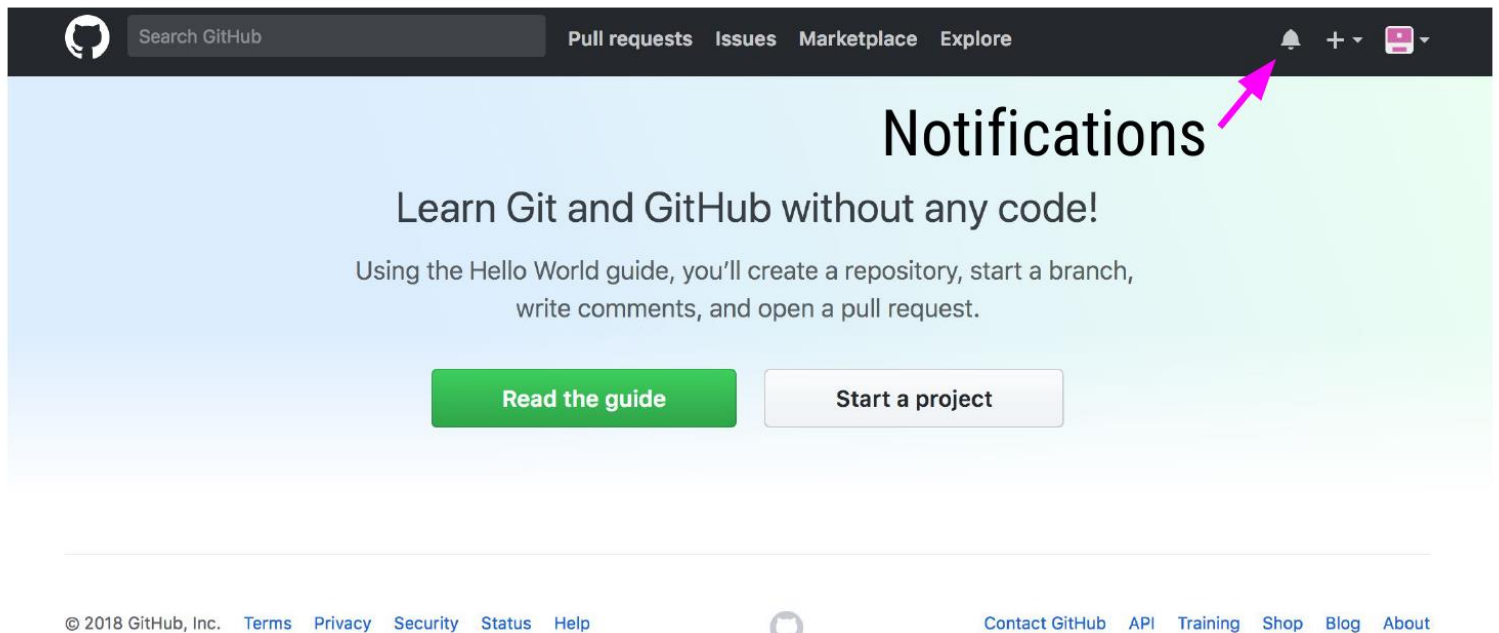 Search GitHub Pull requests Issues Marketplace Explore
Notifications
Learn Git and GitHub without any code!
Using the Hello World guide, you'll create a repository, start a branch,
write comments, and open a pull request.
Read the guide Start a project
© 2018 GitHub, Inc. Terms Privacy Security Status Help Contact GitHub API Training Shop Blog About